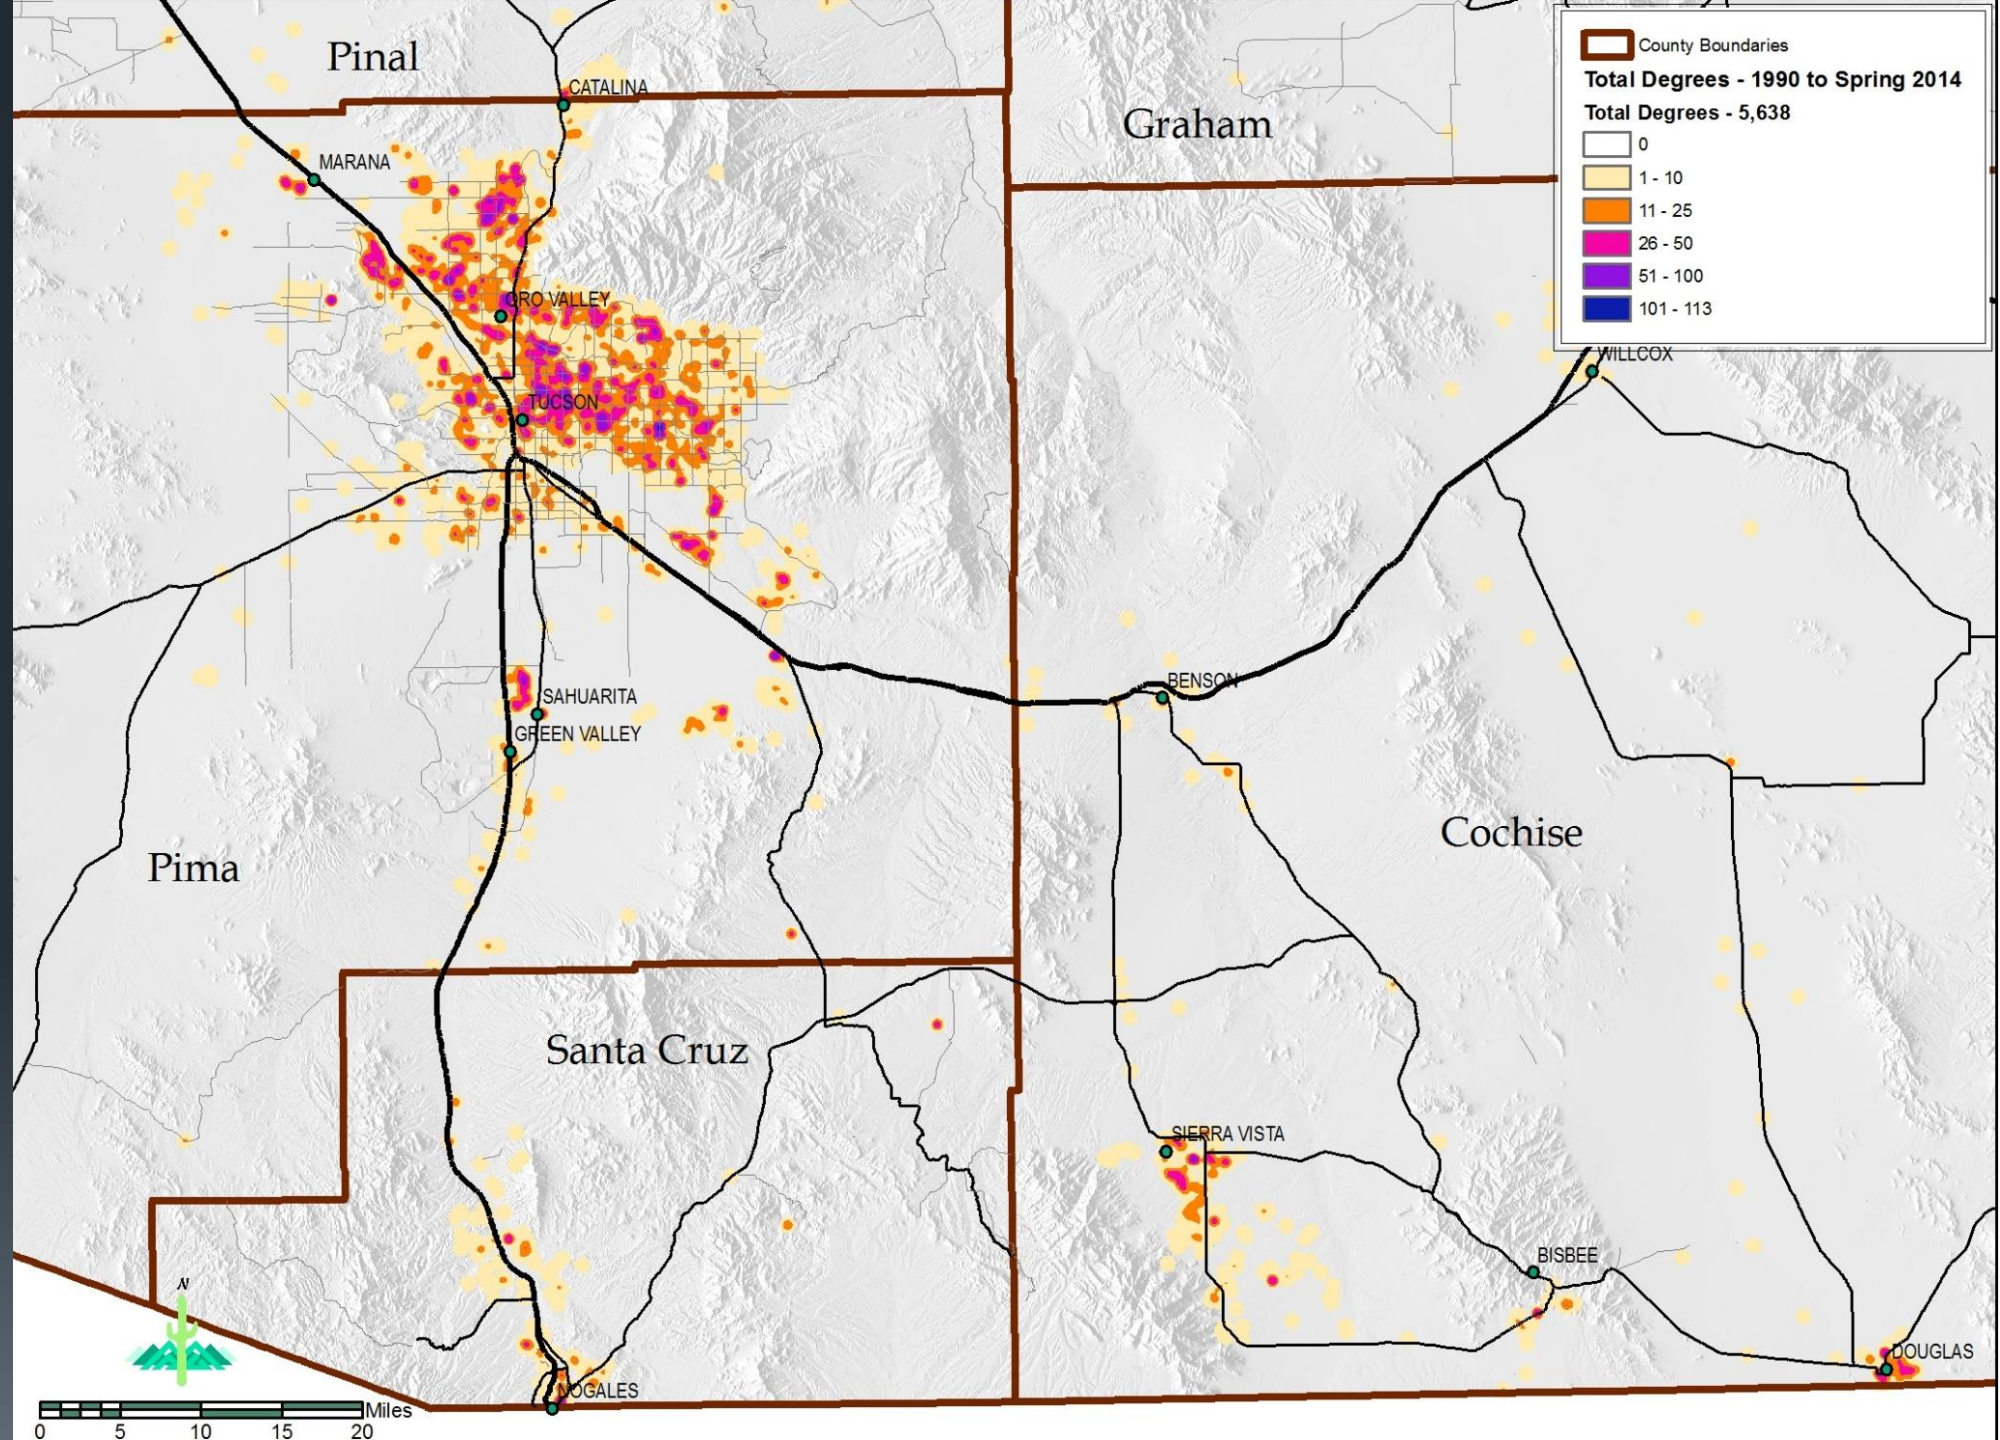 Pinal
CATALINA
Graham
MARANA
ORO VALLEY
TUCSON
WILLCOX
BENSON
SAHUARITA
GREEN VALLEY
Pima
Cochise
Santa Cruz
SIERRA VISTA
BISBEE
DOUGLAS
NOGALES
County Boundaries
Total Degrees - 1990 to Spring 2014
Total Degrees - 5,638
0
1 - 10
11 - 25
26 - 50
51 - 100
101 - 113
N
Miles
0 5 10 15 20